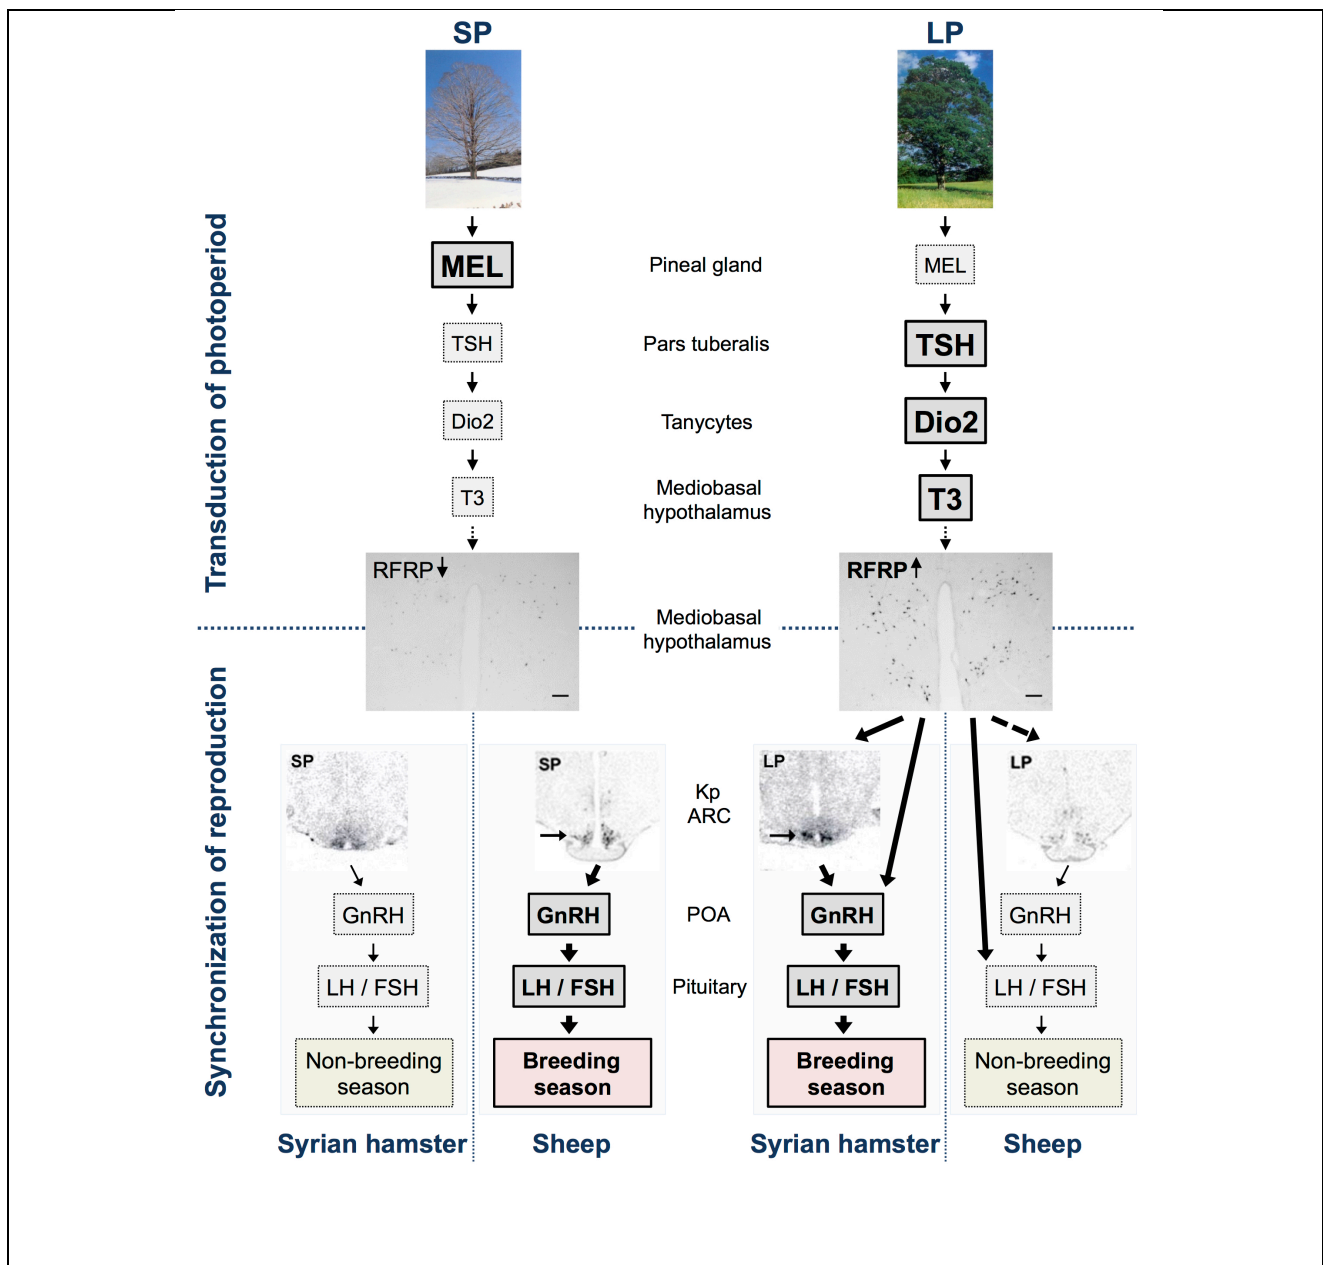 SP
LP
Transduction of photoperiod
MEL
Pineal gland
MEL
TSH
Pars tuberalis
TSH
Dio2
Tanycytes
Dio2
T3
Mediobasal
hypothalamus
T3
RFRP
RFRP
Mediobasal
hypothalamus
Synchronization of reproduction
SP
SP
Kp
ARC
LP
LP
GnRH
GnRH
POA
GnRH
GnRH
LH / FSH
LH / FSH
Pituitary
LH / FSH
LH / FSH
Non-breeding
season
Breeding
season
Breeding
season
Non-breeding
season
Syrian hamster
Sheep
Syrian hamster
Sheep